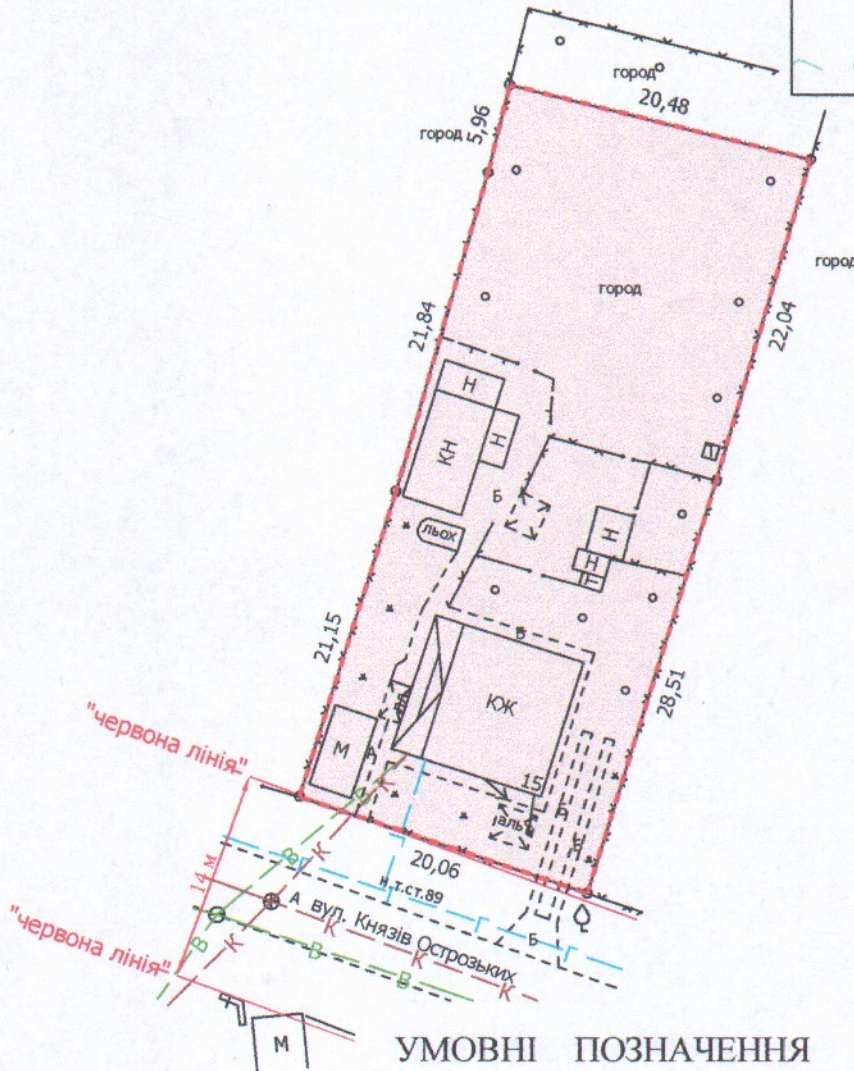 город
20,48
город
5,96
город
город
21,84
22,04
Н
Н
КН
Б
льох
Н
Н
Б
21,15
КЖ
28,51
"червона лінія"
М
А
К
15
Б
Б
аль
В
К
20,06
14 м
н.т.ст.89
Г
А вул. Князів Острозьких
Г
Б
Г
"червона лінія"
В
К
К
К
К
В
В
М
УМОВНІ ПОЗНАЧЕННЯ